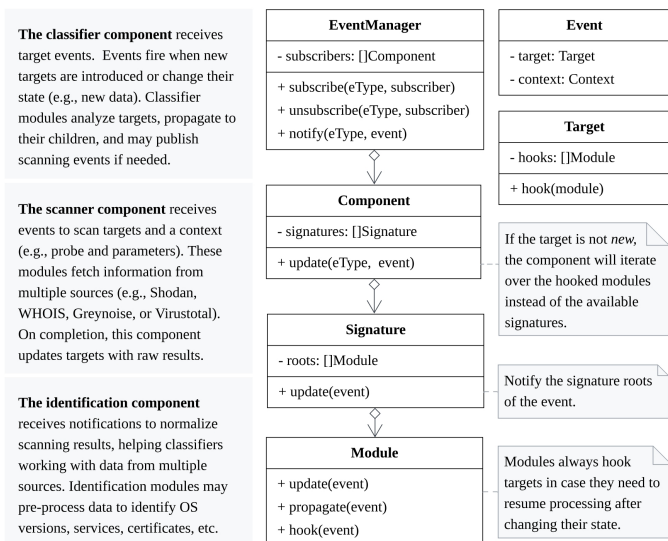 The classifier component receives
target events. Events fire when new
targets are introduced or change their
state (e.g., new data). Classifier
modules analyze targets, propagate to
their children, and may publish
scanning events if needed.
The scanner component receives
events to scan targets and a context
(e.g., probe and parameters). These
modules fetch information from
multiple sources (e.g., Shodan,
WHOIS, Greynoise, or Virustotal).
On completion, this component
updates targets with raw results.
The identification component
receives notifications to normalize
scanning results, helping classifiers
working with data from multiple
sources. Identification modules may
pre-process data to identify OS
versions, services, certificates, etc.
EventManager
- subscribers: []Component
+ subscribe(eType, subscriber)
+ unsubscribe(eType, subscriber)
+ notify(eType, event)
Component
- signatures: []Signature
+ update(eType, event)
Signature
- roots: []Module
+ update(event)
Module
+ update(event)
+ propagate(event)
+ hook(event)
Event
- target: Target
- context: Context
Target
- hooks: []Module
+ hook(module)
If the target is not new,
the component will iterate
over the hooked modules
instead of the available
signatures.
Notify the signature roots
of the event.
Modules always hook
targets in case they need to
resume processing after
changing their state.